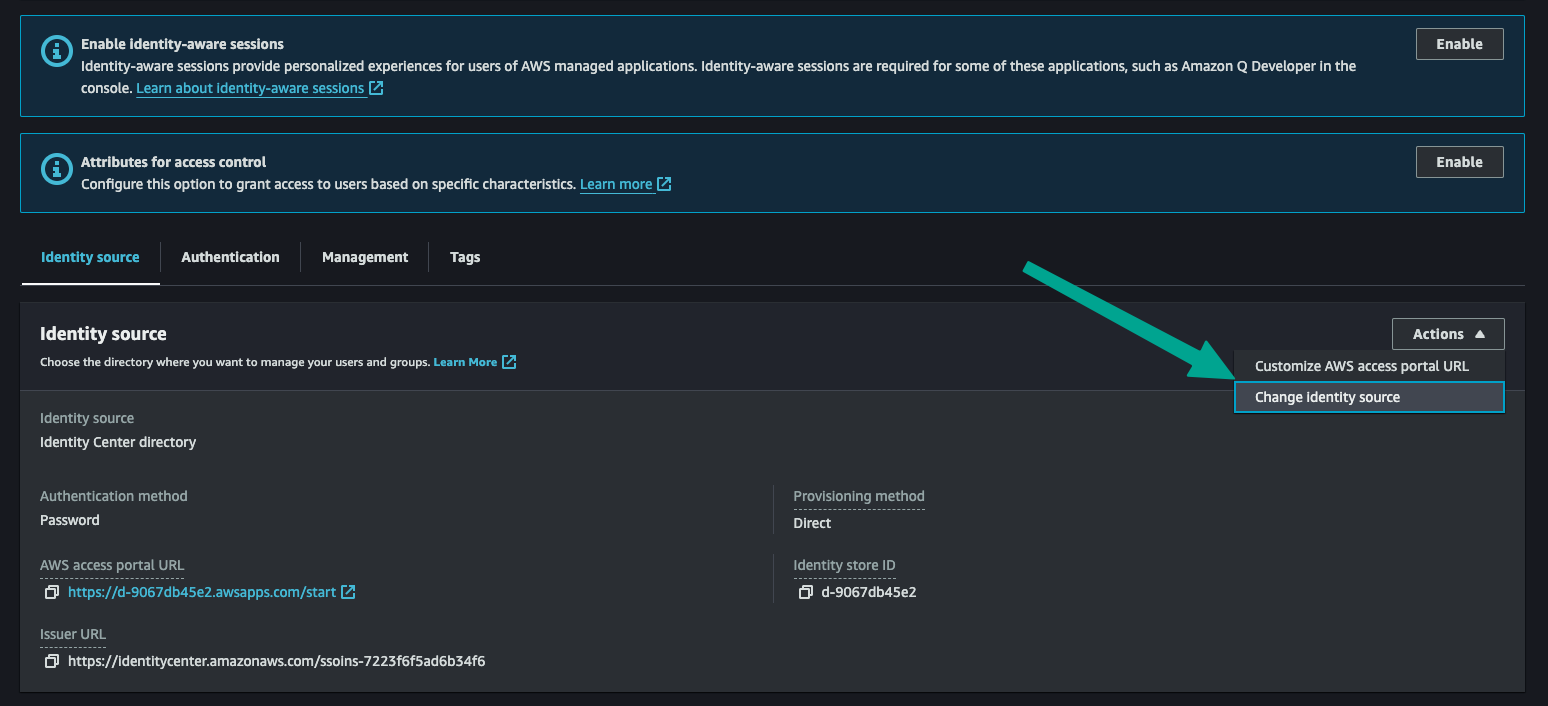 Enable identity-aware sessions
Enable
Identity-aware sessions provide personalized experiences for users of AWS managed applications. Identity-aware sessions are required for some of these applications, such as Amazon Q Developer in the
console. Learn about identity-aware sessions
Attributes for access control
Enable
Configure this option to grant access to users based on specific characteristics. Learn more
Identity source
Authentication
Management
Tags
Identity source
Actions
Choose the directory where you want to manage your users and groups. Learn More
Customize AWS access portal URL
Change identity source
Identity source
Identity Center directory
Authentication method
Password
Provisioning method
Direct
AWS access portal URL
https://d-9067db45e2.awsapps.com/start
Identity store ID
d-9067db45e2
Issuer URL
https://identitycenter.amazonaws.com/ssoins-7223f6f5ad6b34f6